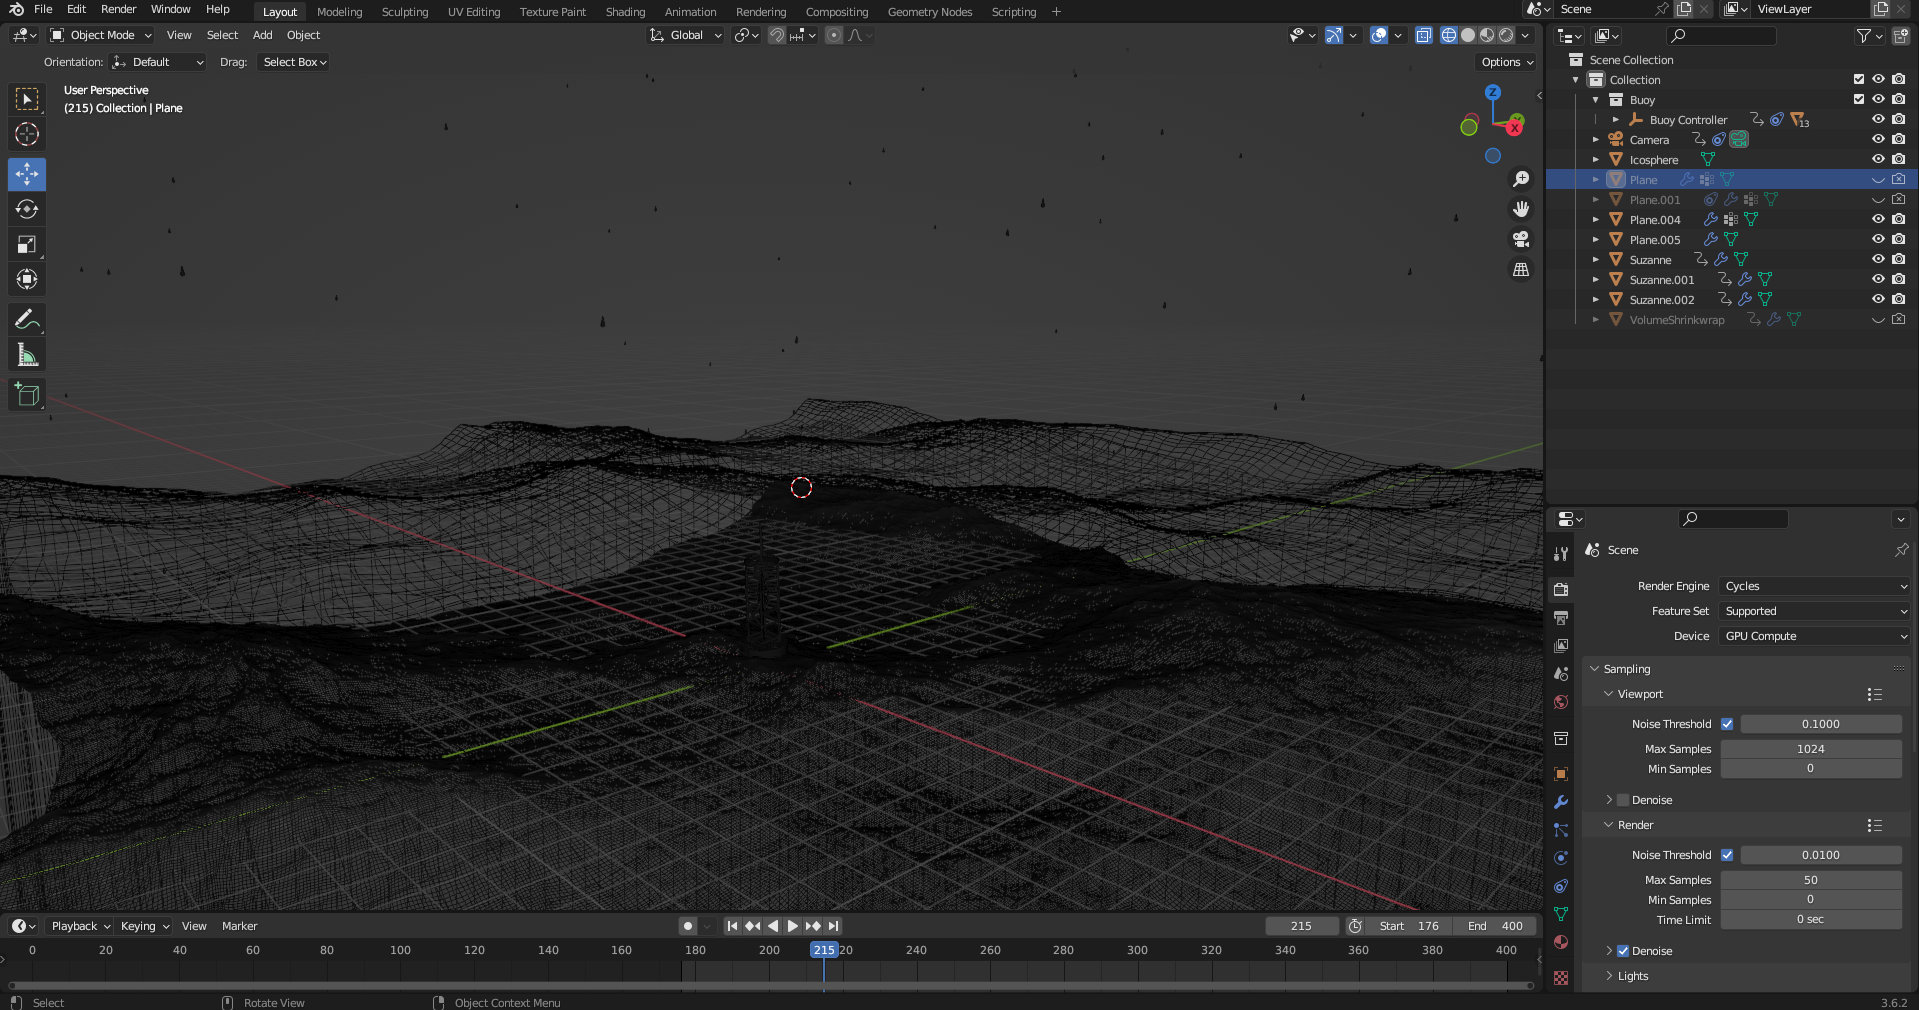 File Edit Render Window Help Layout Modeling Sculpting UV Editing Texture Paint Shading Animation Rendering Compositing Geometry Nodes Scripting + Scene ViewLayer
Object Mode View Select Add Object Global
Orientation: Default Drag: Select Box Options
User Perspective
(215) Collection | Plane
Z
Y
X
Scene Collection
Collection
Buoy
Buoy Controller 13
Camera
Icosphere
Plane
Plane.001
Plane.004
Plane.005
Suzanne
Suzanne.001
Suzanne.002
VolumeShrinkwrap
Scene
Render Engine Cycles
Feature Set Supported
Device GPU Compute
Sampling
Viewport
Noise Threshold 0.1000
Max Samples 1024
Min Samples 0
Denoise
Render
Noise Threshold 0.0100
Max Samples 50
Min Samples 0
Time Limit 0 sec
Denoise
Lights
Playback Keying View Marker 215 Start 176 End 400
0 20 40 60 80 100 120 140 160 180 200 215 20 240 260 280 300 320 340 360 380 400
Select Rotate View Object Context Menu 3.6.2